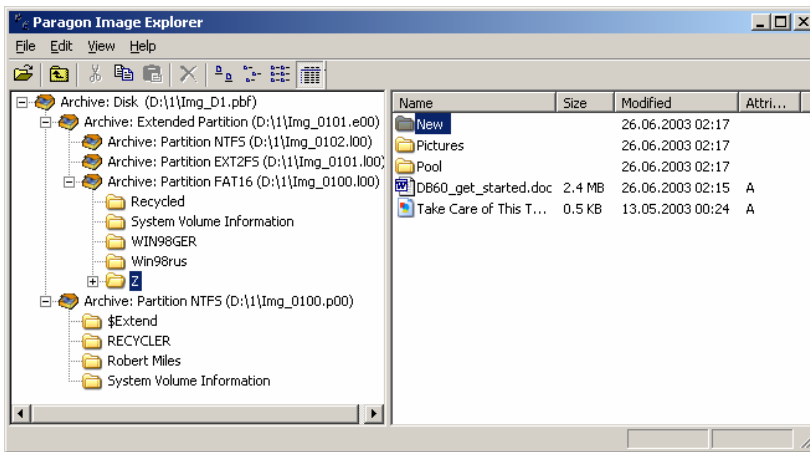 Paragon Image Explorer
File Edit View Help
Archive: Disk (D:\1\Img_D1.pbf)
Archive: Extended Partition (D:\1\Img_0101.e00)
Archive: Partition NTFS (D:\1\Img_0102.l00)
Archive: Partition EXT2FS (D:\1\Img_0101.l00)
Archive: Partition FAT16 (D:\1\Img_0100.l00)
Recycled
System Volume Information
WIN98GER
Win98rus
Z
Archive: Partition NTFS (D:\1\Img_0100.p00)
$Extend
RECYCLER
Robert Miles
System Volume Information
Name Size Modified Attri...
New 26.06.2003 02:17
Pictures 26.06.2003 02:17
Pool 26.06.2003 02:17
DB60_get_started.doc 2.4 MB 26.06.2003 02:15 A
Take Care of This T... 0.5 KB 13.05.2003 00:24 A